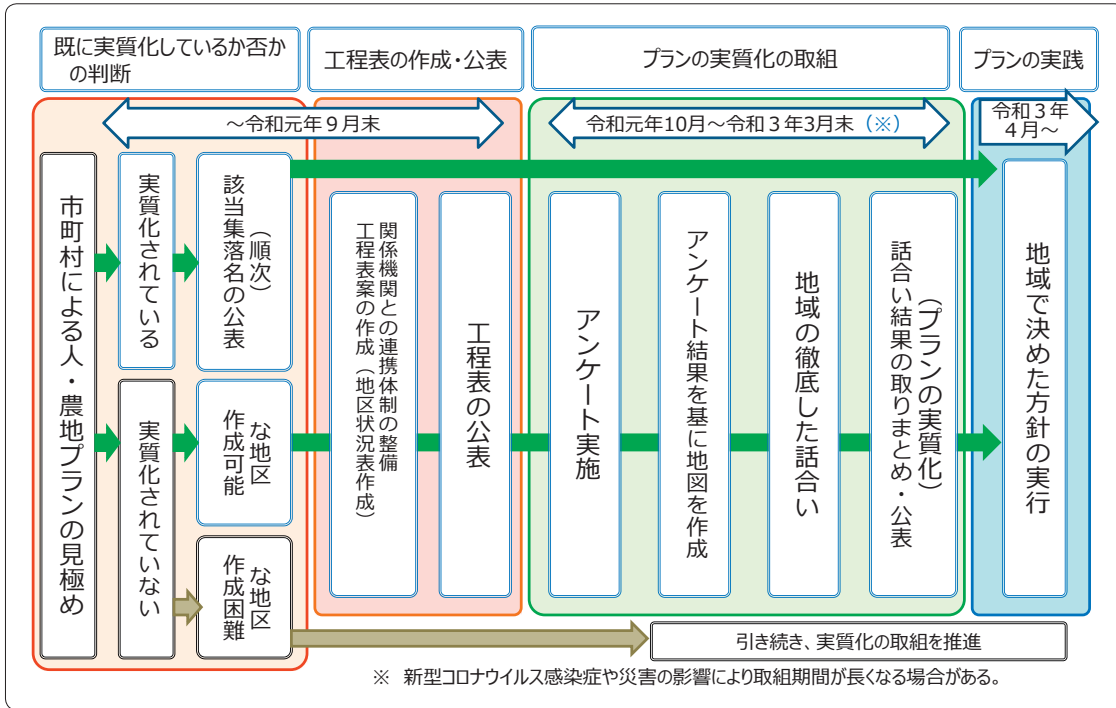 既に実質化しているか否か
の判断
工程表の作成・公表
プランの実質化の取組
プランの実践
～令和元年９月末
令和元年10月～令和３年3月末（※）
令和３年
４月～
市町村による人・農地プランの見極め
実質化されている
該当集落名の公表
（順次）
実質化されていない
作成可能
な地区
作成困難
な地区
関係機関との連携体制の整備
工程表案の作成（地区状況表作成）
工程表の公表
アンケート実施
アンケート結果を基に地図を作成
地域の徹底した話合い
（プランの実質化）
話合い結果の取りまとめ・公表
地域で決めた方針の実行
引き続き、実質化の取組を推進
※　新型コロナウイルス感染症や災害の影響により取組期間が長くなる場合がある。